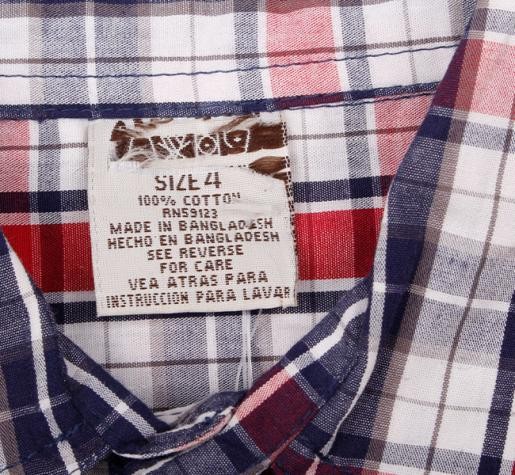 SIZE 4
100% COTTON
RN59123
MADE IN BANGLADESH
HECHO EN BANGLADESH
SEE REVERSE
FOR CARE
VEA ATRAS PARA
INSTRUCCION PARA LAVAR